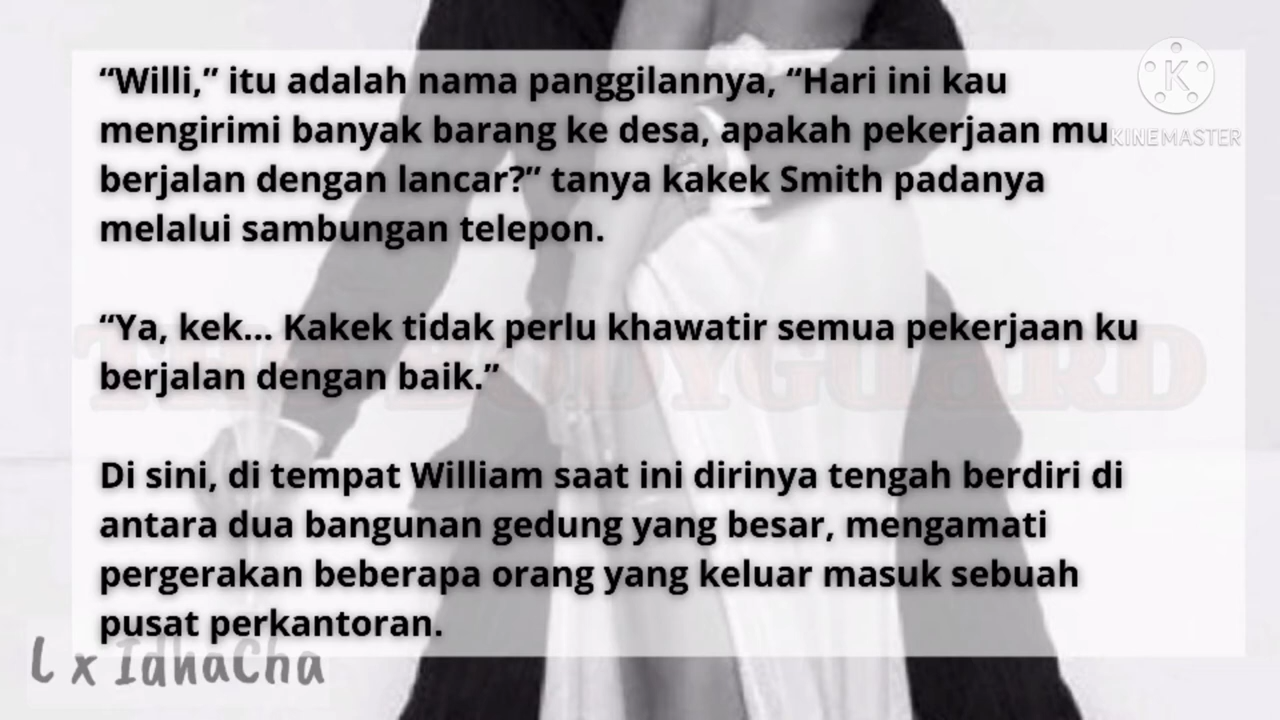 “Willi,” itu adalah nama panggilannya, “Hari ini kau
mengirimi banyak barang ke desa, apakah pekerjaan mu
berjalan dengan lancar?” tanya kakek Smith padanya
melalui sambungan telepon.
“Ya, kek... Kakek tidak perlu khawatir semua pekerjaan ku
berjalan dengan baik.”
Di sini, di tempat William saat ini dirinya tengah berdiri di
antara dua bangunan gedung yang besar, mengamati
pergerakan beberapa orang yang keluar masuk sebuah
pusat perkantoran.
K
KINEMASTER
THE BODYGUARD
L x IdhaCha